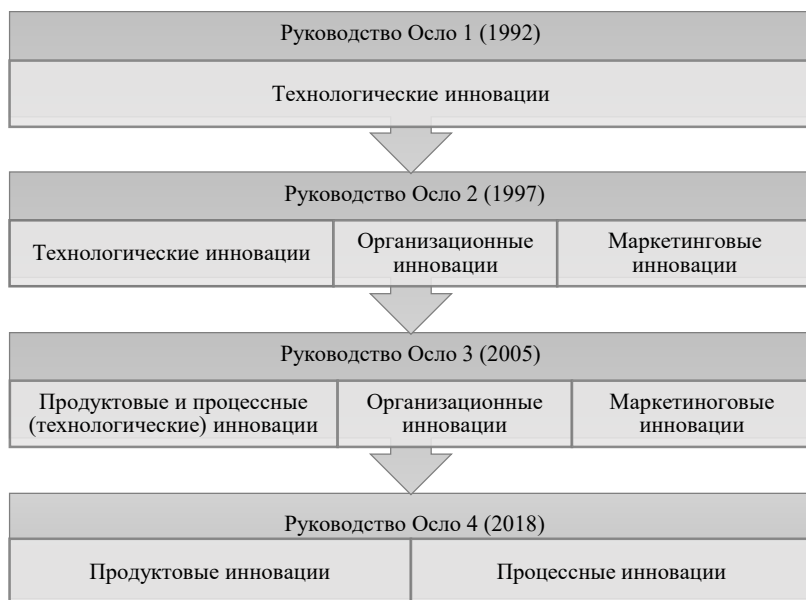 Руководство Осло 1 (1992)
Технологические инновации
Руководство Осло 2 (1997)
Технологические инновации
Организационные
инновации
Маркетинговые
инновации
Руководство Осло 3 (2005)
Продуктовые и процессные
(технологические) инновации
Организационные
инновации
Маркетиноговые
инновации
Руководство Осло 4 (2018)
Продуктовые инновации
Процессные инновации